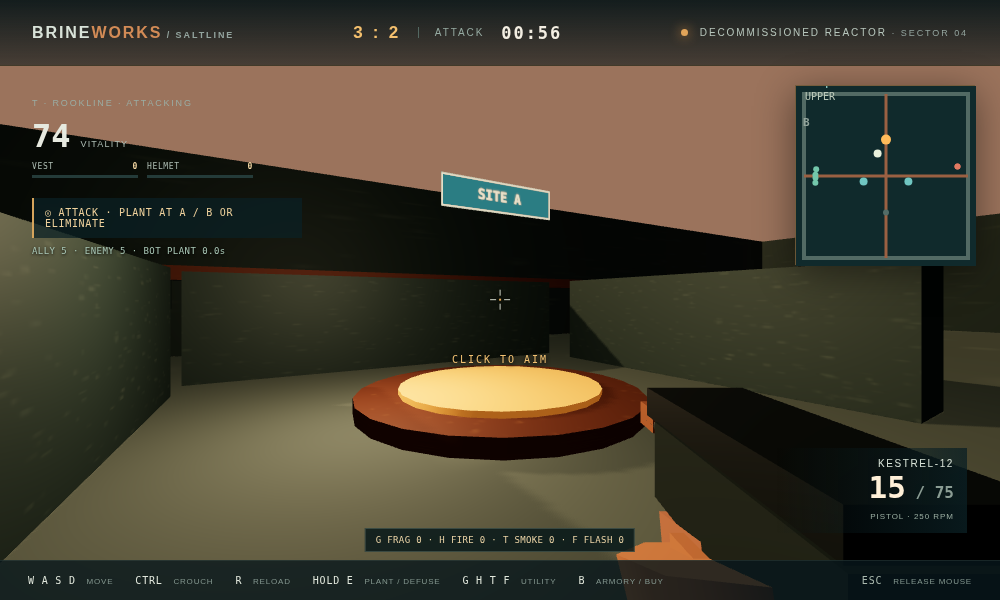 BRINEWORKS / SALTLINE
3 : 2 | ATTACK 00:56
DECOMMISSIONED REACTOR · SECTOR 04
T · ROOKLINE · ATTACKING
74 VITALITY
VEST 0 HELMET 0
◎ ATTACK · PLANT AT A / B OR
ELIMINATE
ALLY 5 · ENEMY 5 · BOT PLANT 0.0s
UPPER
B
SITE A
CLICK TO AIM
KESTREL-12
15 / 75
PISTOL · 250 RPM
G FRAG 0 · H FIRE 0 · T SMOKE 0 · F FLASH 0
W A S D MOVE CTRL CROUCH R RELOAD HOLD E PLANT / DEFUSE G H T F UTILITY B ARMORY / BUY ESC RELEASE MOUSE